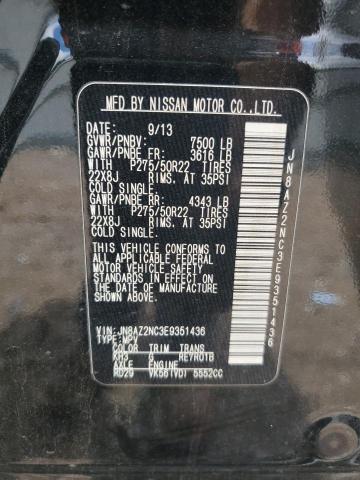 MFD BY NISSAN MOTOR CO.,LTD.
DATE: 9/13
GVWR/PNBV: 7500 LB
GAWR/PNBE FR: 3616 LB
WITH P275/50R22 TIRES
22X8J RIMS. AT 35PSI
COLD SINGLE.
GAWR/PNBE RR: 4343 LB
WITH P275/50R22 TIRES
22X8J RIMS. AT 35PSI
COLD SINGLE.
THIS VEHICLE CONFORMS TO
ALL APPLICABLE FEDERAL
MOTOR VEHICLE SAFETY
STANDARDS IN EFFECT ON
THE DATE OF MANUFACTURE
SHOWN ABOVE.
VIN: JN8AZ2NC3E9351436
TYPE: MPV
COLOR TRIM TRANS
KH3 G RE7R01B
AXLE ENGINE
RD29 VK56(VD) 5552CC
JN8AZ2NC3E9351436